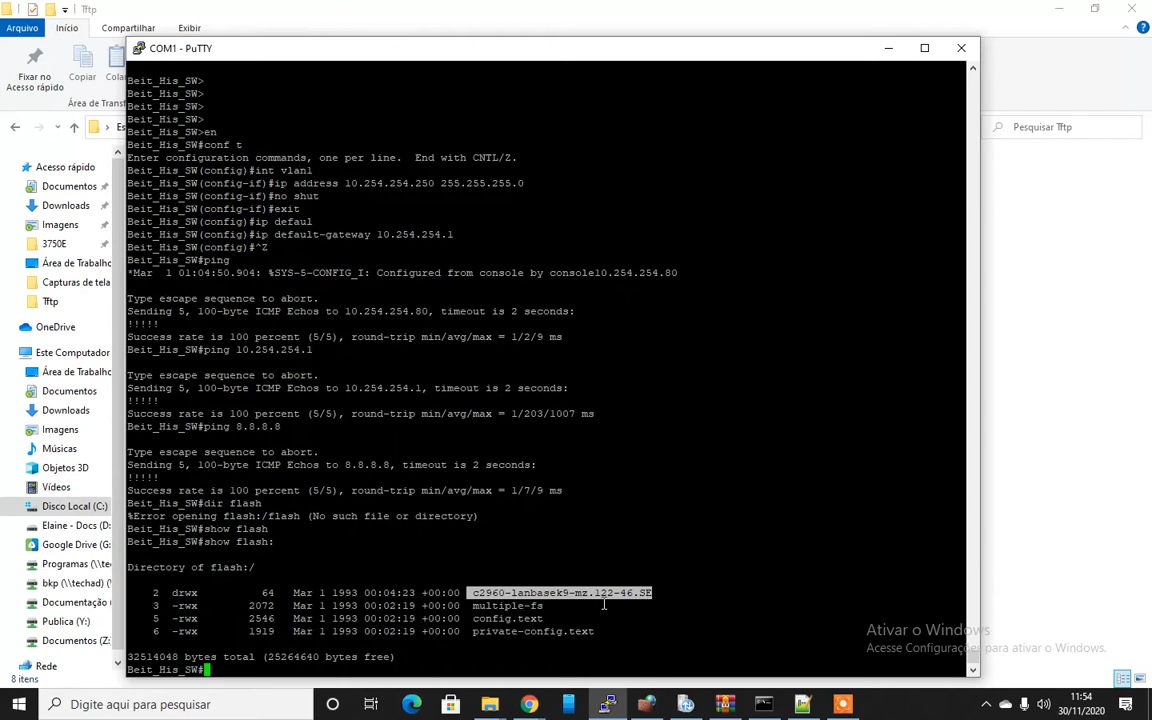 Tftp
Arquivo
Início
Compartilhar
Exibir
COM1 - PuTTY
Fixar no
Acesso rápido
Copiar
Cola
Área de Transf
Es
Pesquisar Tftp
Acesso rápido
Documentos
Downloads
Imagens
3750E
Área de Trabalho
Capturas de tela
Tftp
OneDrive
Este Computador
Área de Trabalho
Documentos
Downloads
Imagens
Músicas
Objetos 3D
Vídeos
Disco Local (C:)
Elaine - Docs (D:
Google Drive (G:
Programas (\\tec
bkp (\\techad) (
Documentação (
Publica (Y:)
Documentos (Z:)
Rede
8 itens
Beit_His_SW>
Beit_His_SW>
Beit_His_SW>
Beit_His_SW>
Beit_His_SW>en
Beit_His_SW#conf t
Enter configuration commands, one per line.  End with CNTL/Z.
Beit_His_SW(config)#int vlan1
Beit_His_SW(config-if)#ip address 10.254.254.250 255.255.255.0
Beit_His_SW(config-if)#no shut
Beit_His_SW(config-if)#exit
Beit_His_SW(config)#ip defaul
Beit_His_SW(config)#ip default-gateway 10.254.254.1
Beit_His_SW(config)#^Z
Beit_His_SW#ping
*Mar  1 01:04:50.904: %SYS-5-CONFIG_I: Configured from console by console10.254.254.80
Type escape sequence to abort.
Sending 5, 100-byte ICMP Echos to 10.254.254.80, timeout is 2 seconds:
!!!!!
Success rate is 100 percent (5/5), round-trip min/avg/max = 1/2/9 ms
Beit_His_SW#ping 10.254.254.1
Type escape sequence to abort.
Sending 5, 100-byte ICMP Echos to 10.254.254.1, timeout is 2 seconds:
!!!!!
Success rate is 100 percent (5/5), round-trip min/avg/max = 1/203/1007 ms
Beit_His_SW#ping 8.8.8.8
Type escape sequence to abort.
Sending 5, 100-byte ICMP Echos to 8.8.8.8, timeout is 2 seconds:
!!!!!
Success rate is 100 percent (5/5), round-trip min/avg/max = 1/7/9 ms
Beit_His_SW#dir flash
%Error opening flash:/flash (No such file or directory)
Beit_His_SW#show flash
Beit_His_SW#show flash:
Directory of flash:/
2  drwx          64   Mar 1 1993 00:04:23 +00:00  c2960-lanbasek9-mz.122-46.SE
3  -rwx        2072   Mar 1 1993 00:02:19 +00:00  multiple-fs
5  -rwx        2546   Mar 1 1993 00:02:19 +00:00  config.text
6  -rwx        1919   Mar 1 1993 00:02:19 +00:00  private-config.text
32514048 bytes total (25264640 bytes free)
Beit_His_SW#
Ativar o Windows
Acesse Configurações para ativar o Windows.
Digite aqui para pesquisar
11:54
30/11/2020